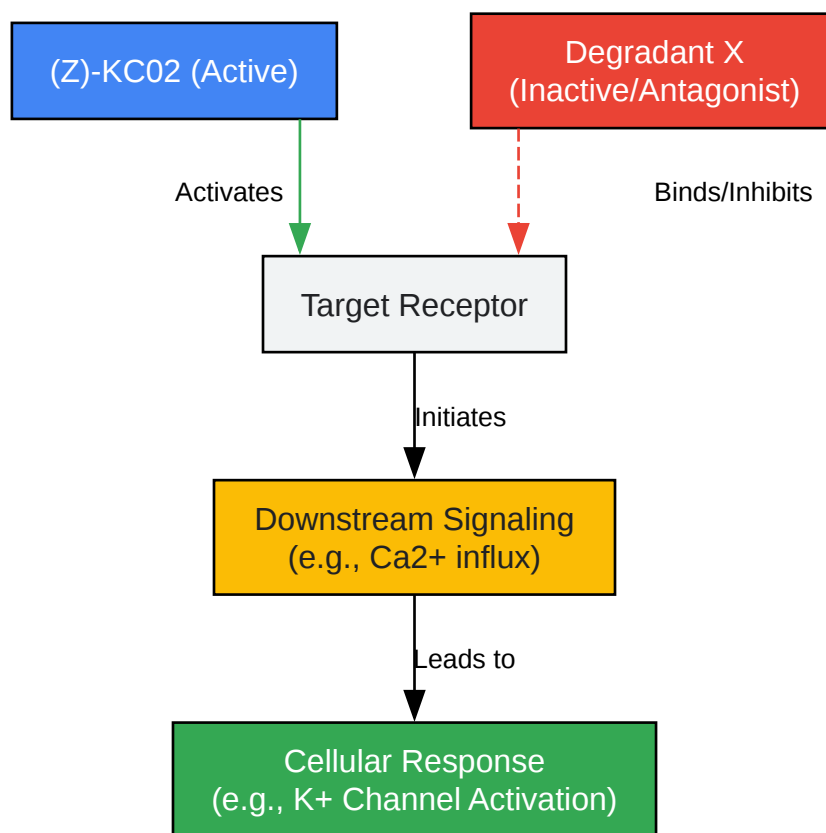 (Z)-KC02 (Active)
Degradant X
(Inactive/Antagonist)
Activates
Binds/Inhibits
Target Receptor
Initiates
Downstream Signaling
(e.g., Ca2+ influx)
Leads to
Cellular Response
(e.g., K+ Channel Activation)